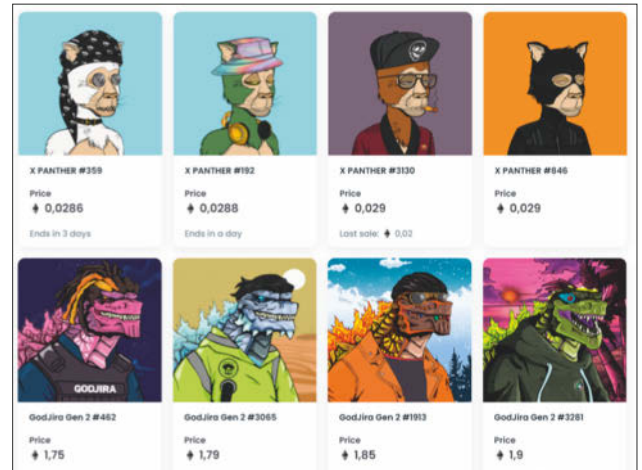 X PANTHER #359
Price
0,0286
Ends in 3 days
X PANTHER #192
Price
0,0288
Ends in a day
X PANTHER #3130
Price
0,029
Last sale: 0,02
X PANTHER #646
Price
0,029
GODJIRA
GodJira Gen 2 #462
Price
1,75
GodJira Gen 2 #3065
Price
1,79
GodJira Gen 2 #1913
Price
1,85
GodJira Gen 2 #3281
Price
1,9